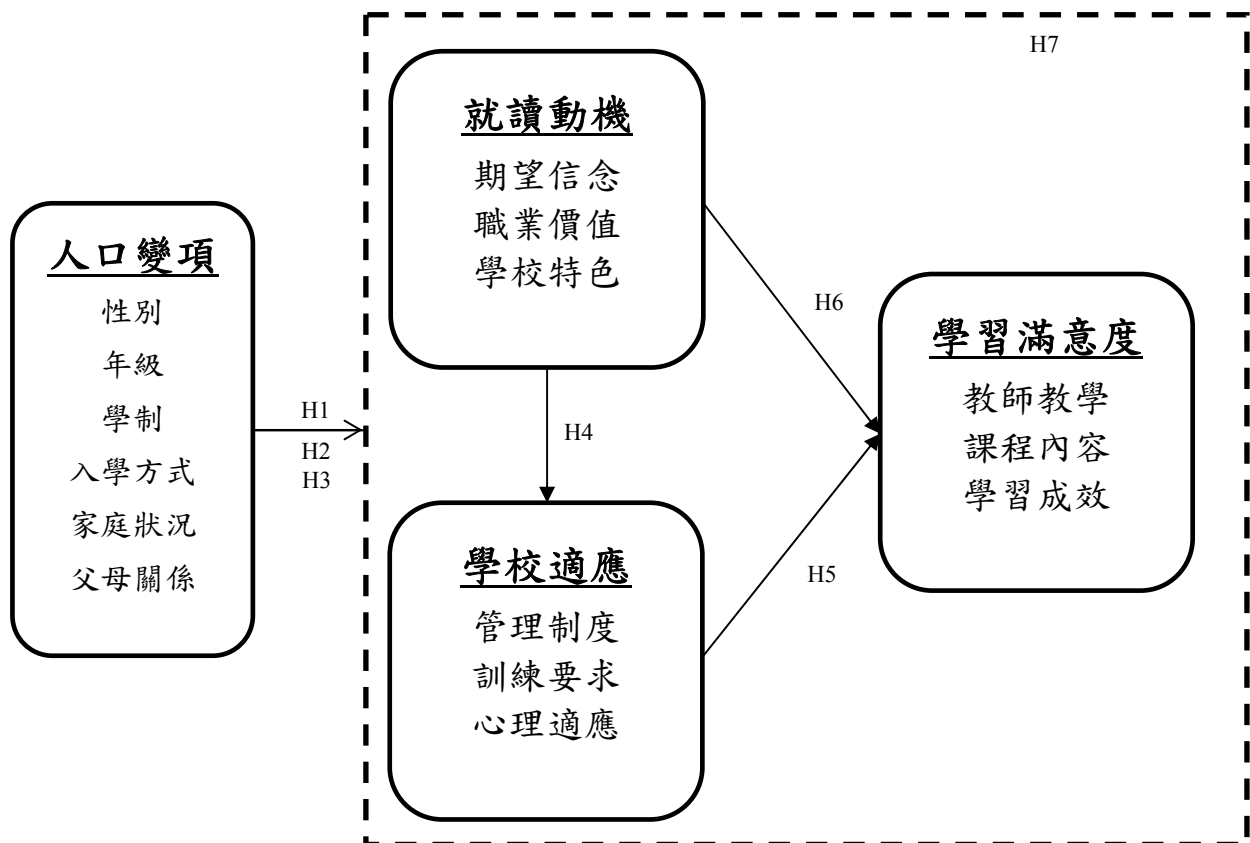 人口變項
性別
年級
學制
入學方式
家庭狀況
父母關係
H1
H2
H3
H7
就讀動機
期望信念
職業價值
學校特色
H4
學校適應
管理制度
訓練要求
心理適應
H6
H5
學習滿意度
教師教學
課程內容
學習成效